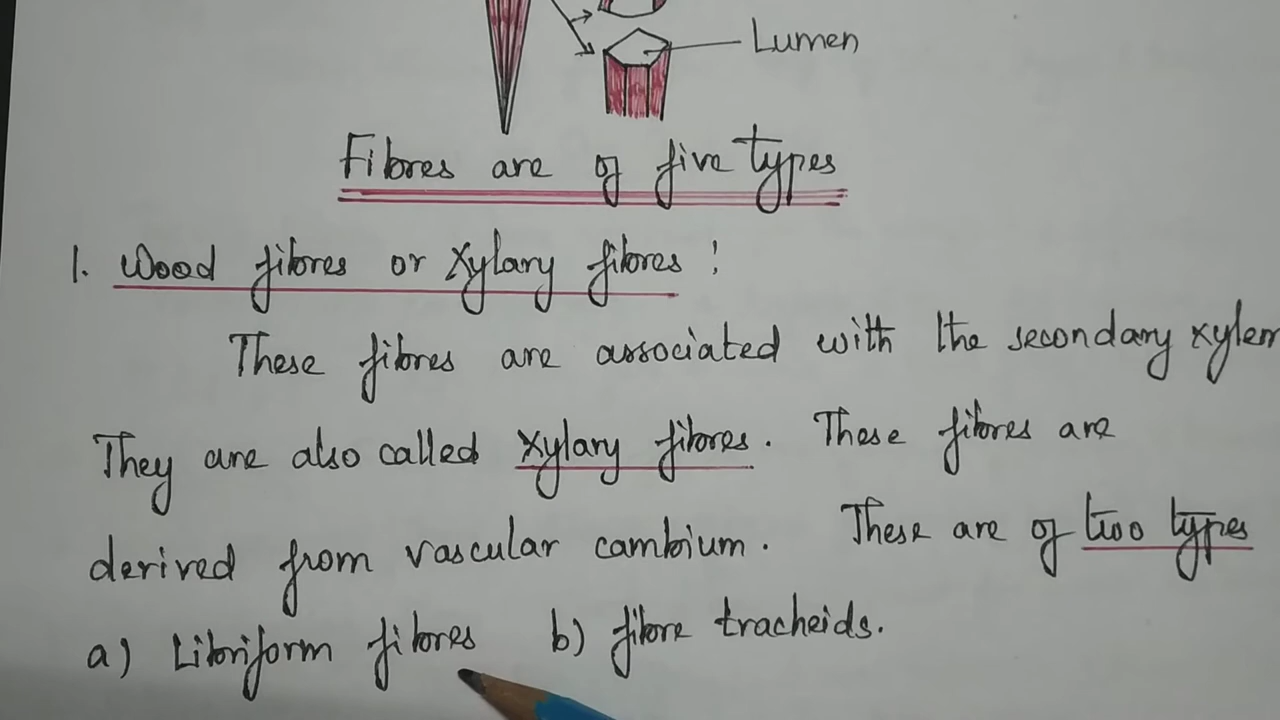 Lumen
Fibres are of five types
1. Wood fibres or Xylary fibres :
These fibres are associated with the secondary xylem
They are also called xylary fibres. These fibres are
derived from vascular cambium. These are of two types
a) Libriform fibres b) fibre tracheids.